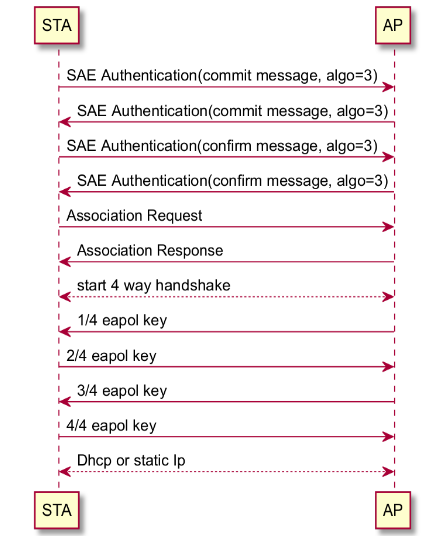 STA
AP
SAE Authentication(commit message, algo=3)
SAE Authentication(commit message, algo=3)
SAE Authentication(confirm message, algo=3)
SAE Authentication(confirm message, algo=3)
Association Request
Association Response
start 4 way handshake
1/4 eapol key
2/4 eapol key
3/4 eapol key
4/4 eapol key
Dhcp or static Ip
STA
AP